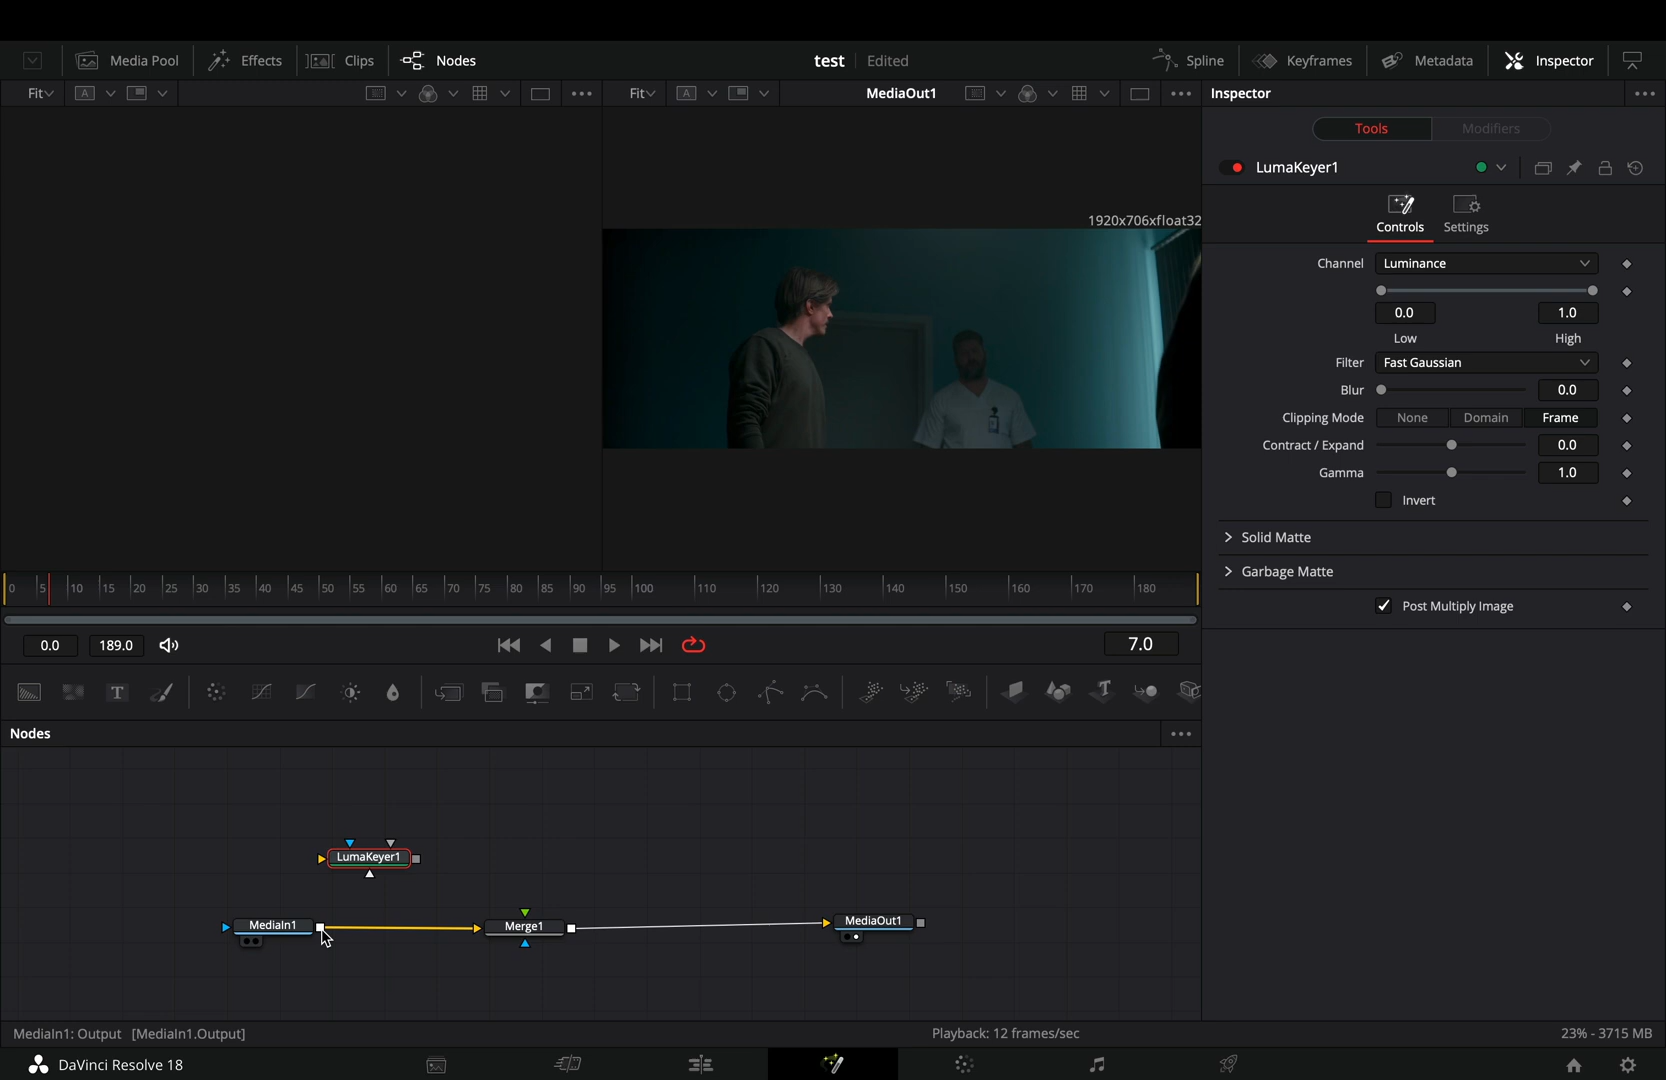 Media Pool
Effects
Clips
Nodes
test
Edited
Spline
Keyframes
Metadata
Inspector
Fit
A
Fit
A
MediaOut1
Inspector
Tools
Modifiers
LumaKeyer1
Controls
Settings
1920x706xfloat32
Channel
Luminance
0.0
1.0
Low
High
Filter
Fast Gaussian
Blur
0.0
Clipping Mode
None
Domain
Frame
Contract / Expand
0.0
Gamma
1.0
Invert
Solid Matte
Garbage Matte
Post Multiply Image
0 5 10 15 20 25 30 35 40 45 50 55 60 65 70 75 80 85 90 95 100 110 120 130 140 150 160 170 180
0.0
189.0
7.0
T
T
Nodes
LumaKeyer1
MediaIn1
Merge1
MediaOut1
MediaIn1: Output [MediaIn1.Output]
Playback: 12 frames/sec
23% - 3715 MB
DaVinci Resolve 18